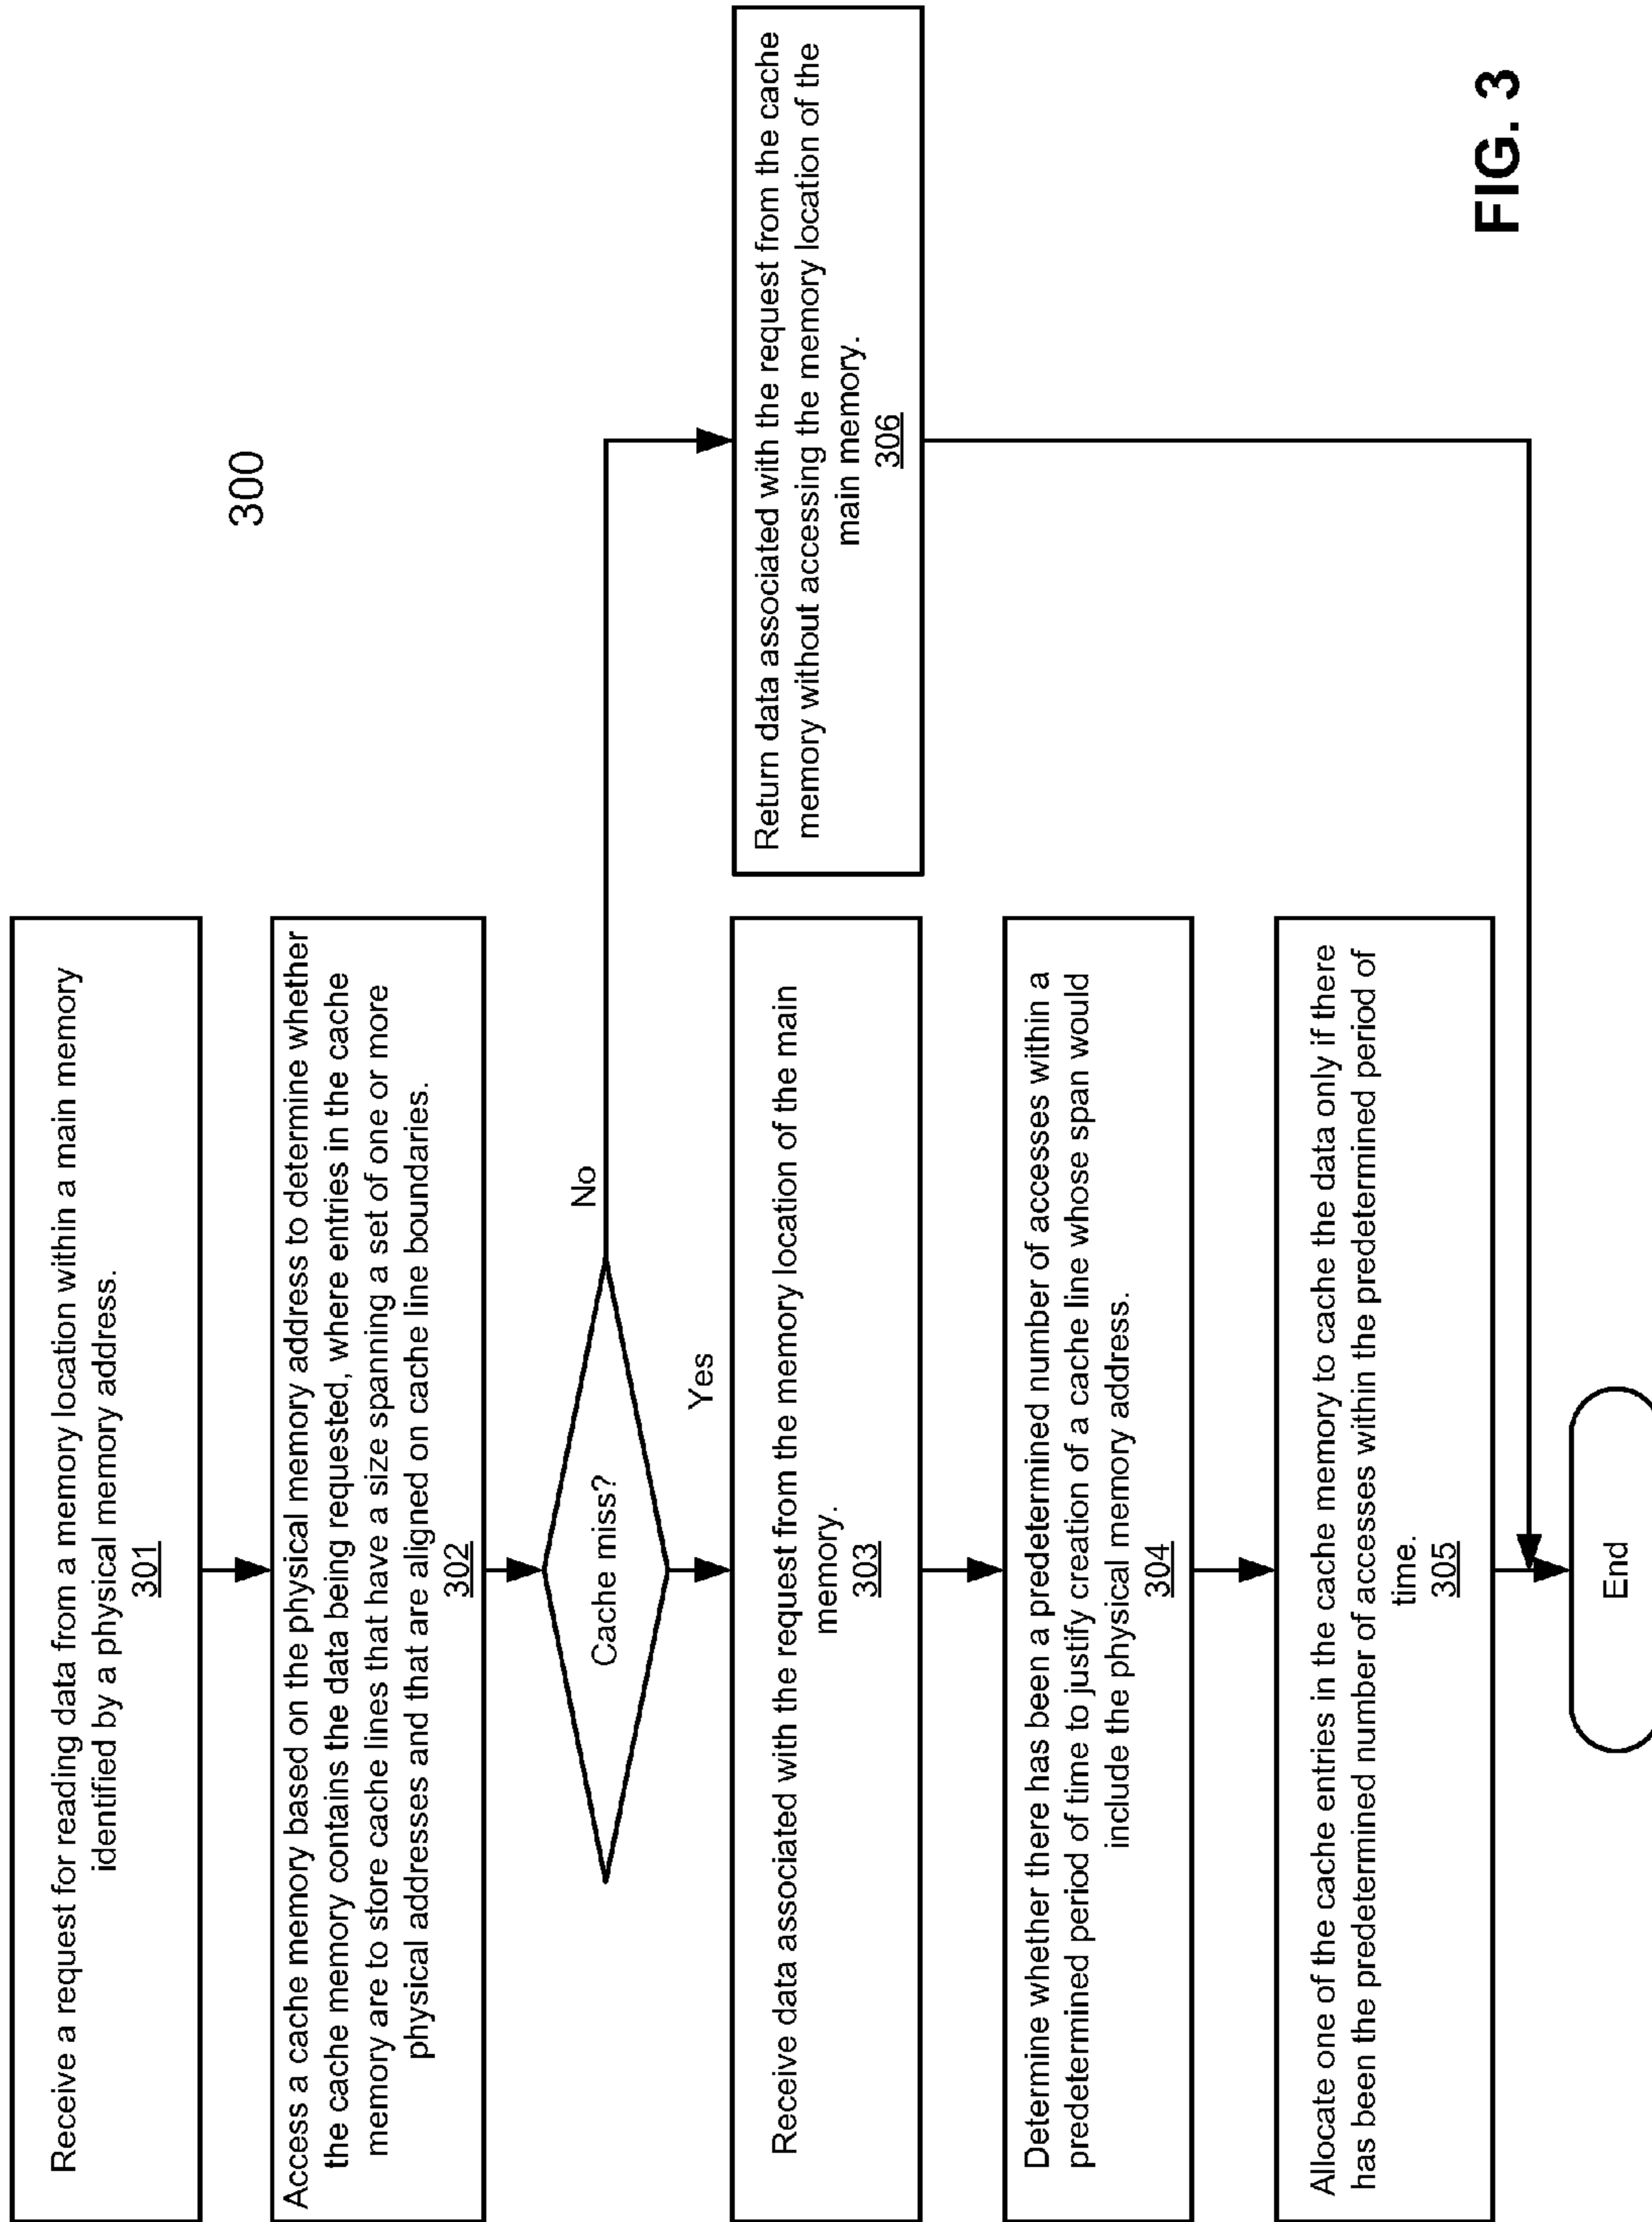 300
Receive a request for reading data from a memory location within a main memory
identified by a physical memory address.
301
Access a cache memory based on the physical memory address to determine whether
the cache memory contains the data being requested, where entries in the cache
memory are to store cache lines that have a size spanning a set of one or more
physical addresses and that are aligned on cache line boundaries.
302
Cache miss?
No
Yes
Receive data associated with the request from the memory location of the main
memory.
303
Return data associated with the request from the cache
memory without accessing the memory location of the
main memory.
306
Determine whether there has been a predetermined number of accesses within a
predetermined period of time to justify creation of a cache line whose span would
include the physical memory address.
304
Allocate one of the cache entries in the cache memory to cache the data only if there
has been the predetermined number of accesses within the predetermined period of
time.
305
End
FIG. 3